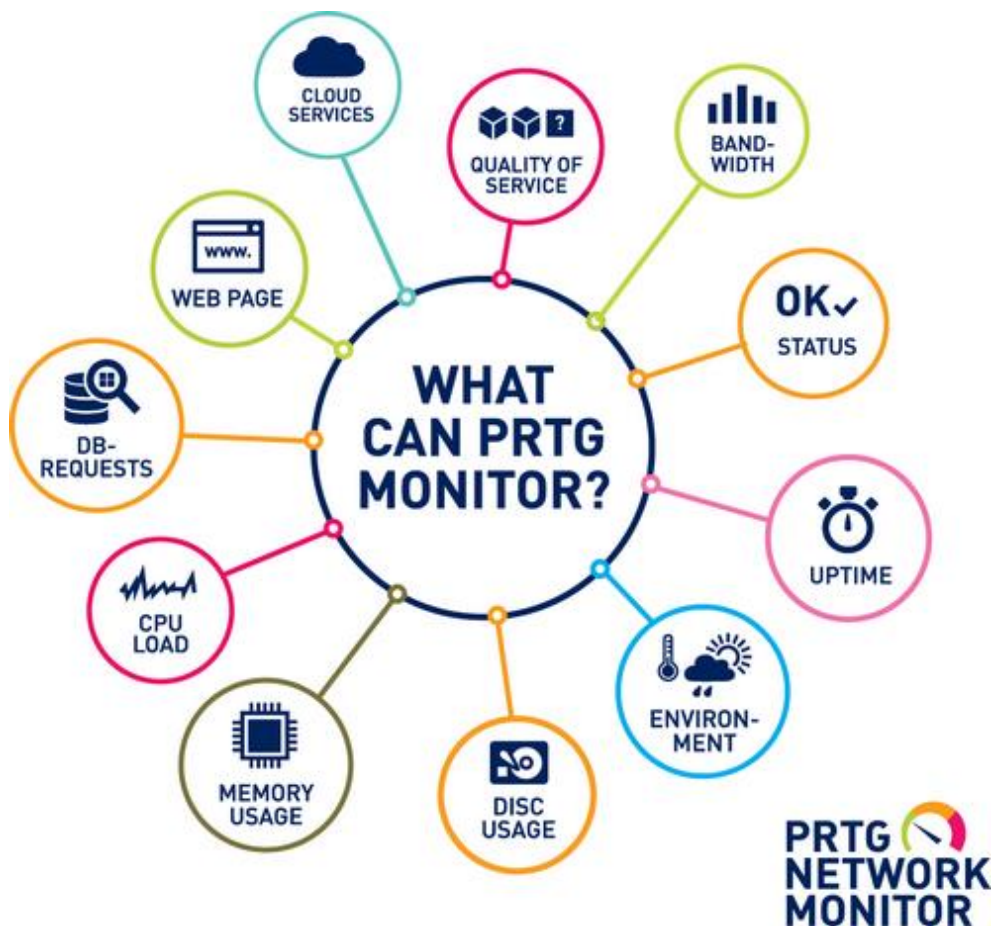 CLOUD
SERVICES
?
QUALITY OF
SERVICE
BAND-
WIDTH
www.
WEB PAGE
OK
STATUS
WHAT
CAN PRTG
MONITOR?
DB-
REQUESTS
UPTIME
CPU
LOAD
ENVIRON-
MENT
MEMORY
USAGE
DISC
USAGE
PRTG
NETWORK
MONITOR